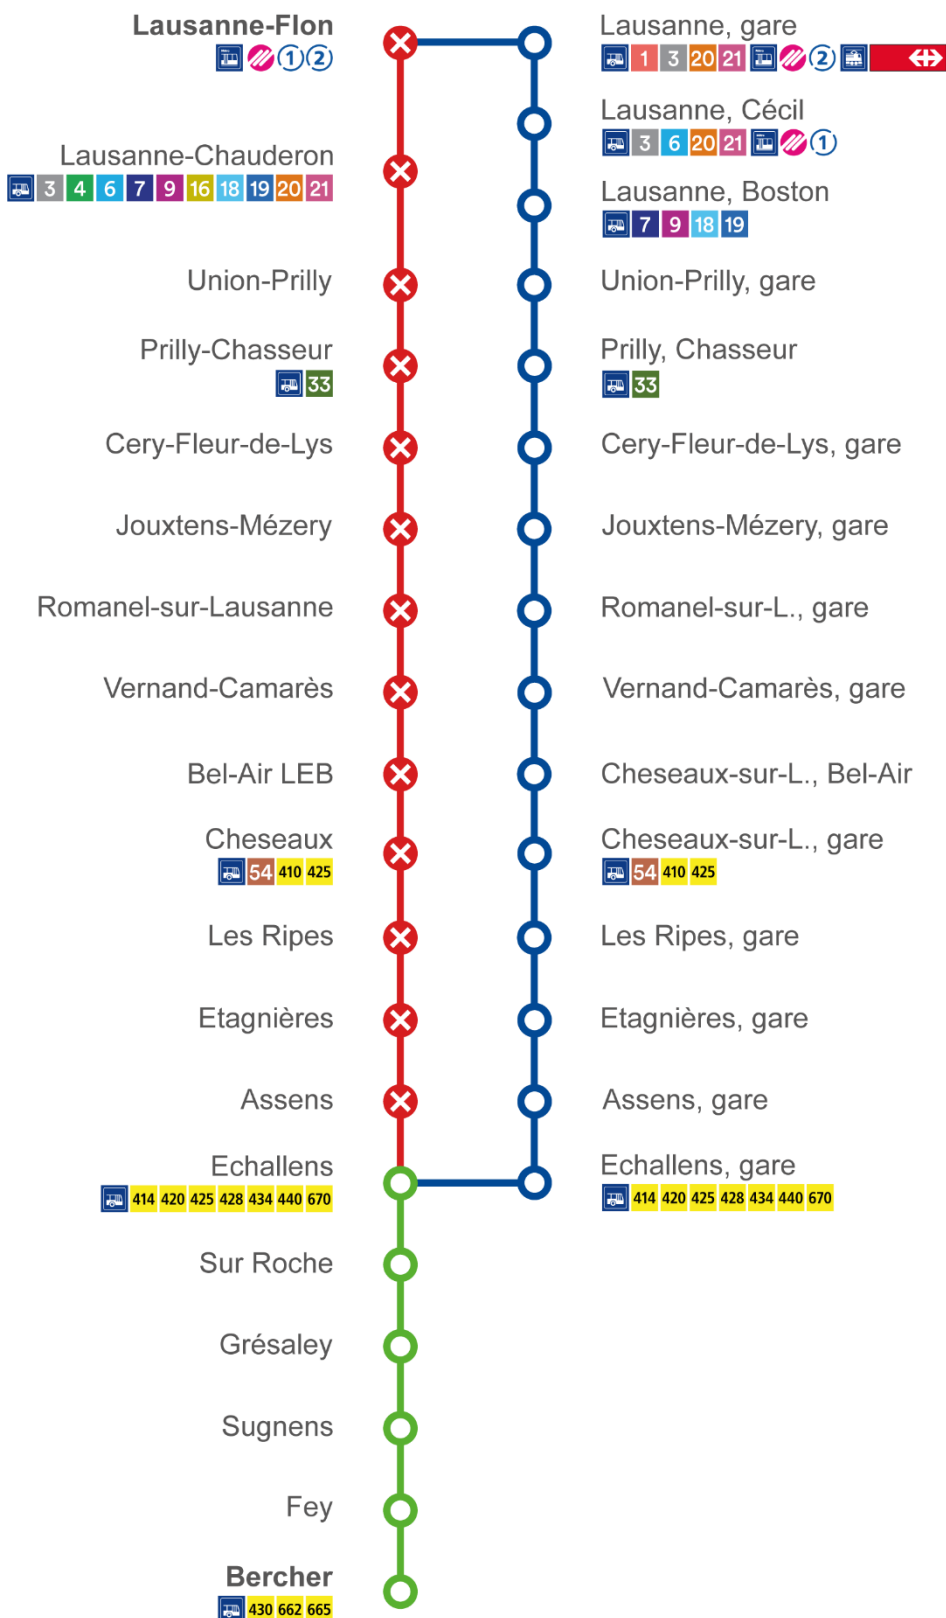 Lausanne-Flon
1 2
Lausanne-Chauderon
3 4 6 7 9 16 18 19 20 21
Union-Prilly
Prilly-Chasseur
33
Cery-Fleur-de-Lys
Jouxtens-Mézery
Romanel-sur-Lausanne
Vernand-Camarès
Bel-Air LEB
Cheseaux
54 410 425
Les Ripes
Etagnières
Assens
Echallens
414 420 425 428 434 440 670
Sur Roche
Grésaley
Sugnens
Fey
Bercher
430 662 665
Lausanne, gare
1 3 20 21 2
Lausanne, Cécil
3 6 20 21 1
Lausanne, Boston
7 9 18 19
Union-Prilly, gare
Prilly, Chasseur
33
Cery-Fleur-de-Lys, gare
Jouxtens-Mézery, gare
Romanel-sur-L., gare
Vernand-Camarès, gare
Cheseaux-sur-L., Bel-Air
Cheseaux-sur-L., gare
54 410 425
Les Ripes, gare
Etagnières, gare
Assens, gare
Echallens, gare
414 420 425 428 434 440 670